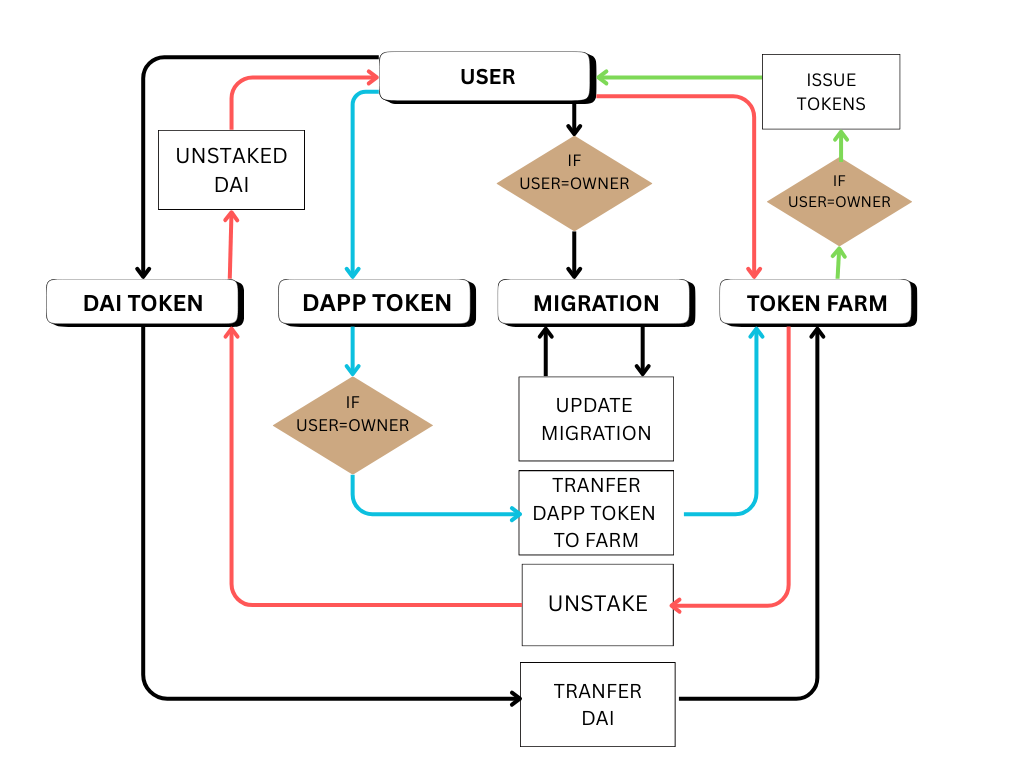 USER
ISSUE
TOKENS
UNSTAKED
DAI
IF
USER=OWNER
IF
USER=OWNER
DAI TOKEN
DAPP TOKEN
MIGRATION
TOKEN FARM
IF
USER=OWNER
UPDATE
MIGRATION
TRANFER
DAPP TOKEN
TO FARM
UNSTAKE
TRANFER
DAI